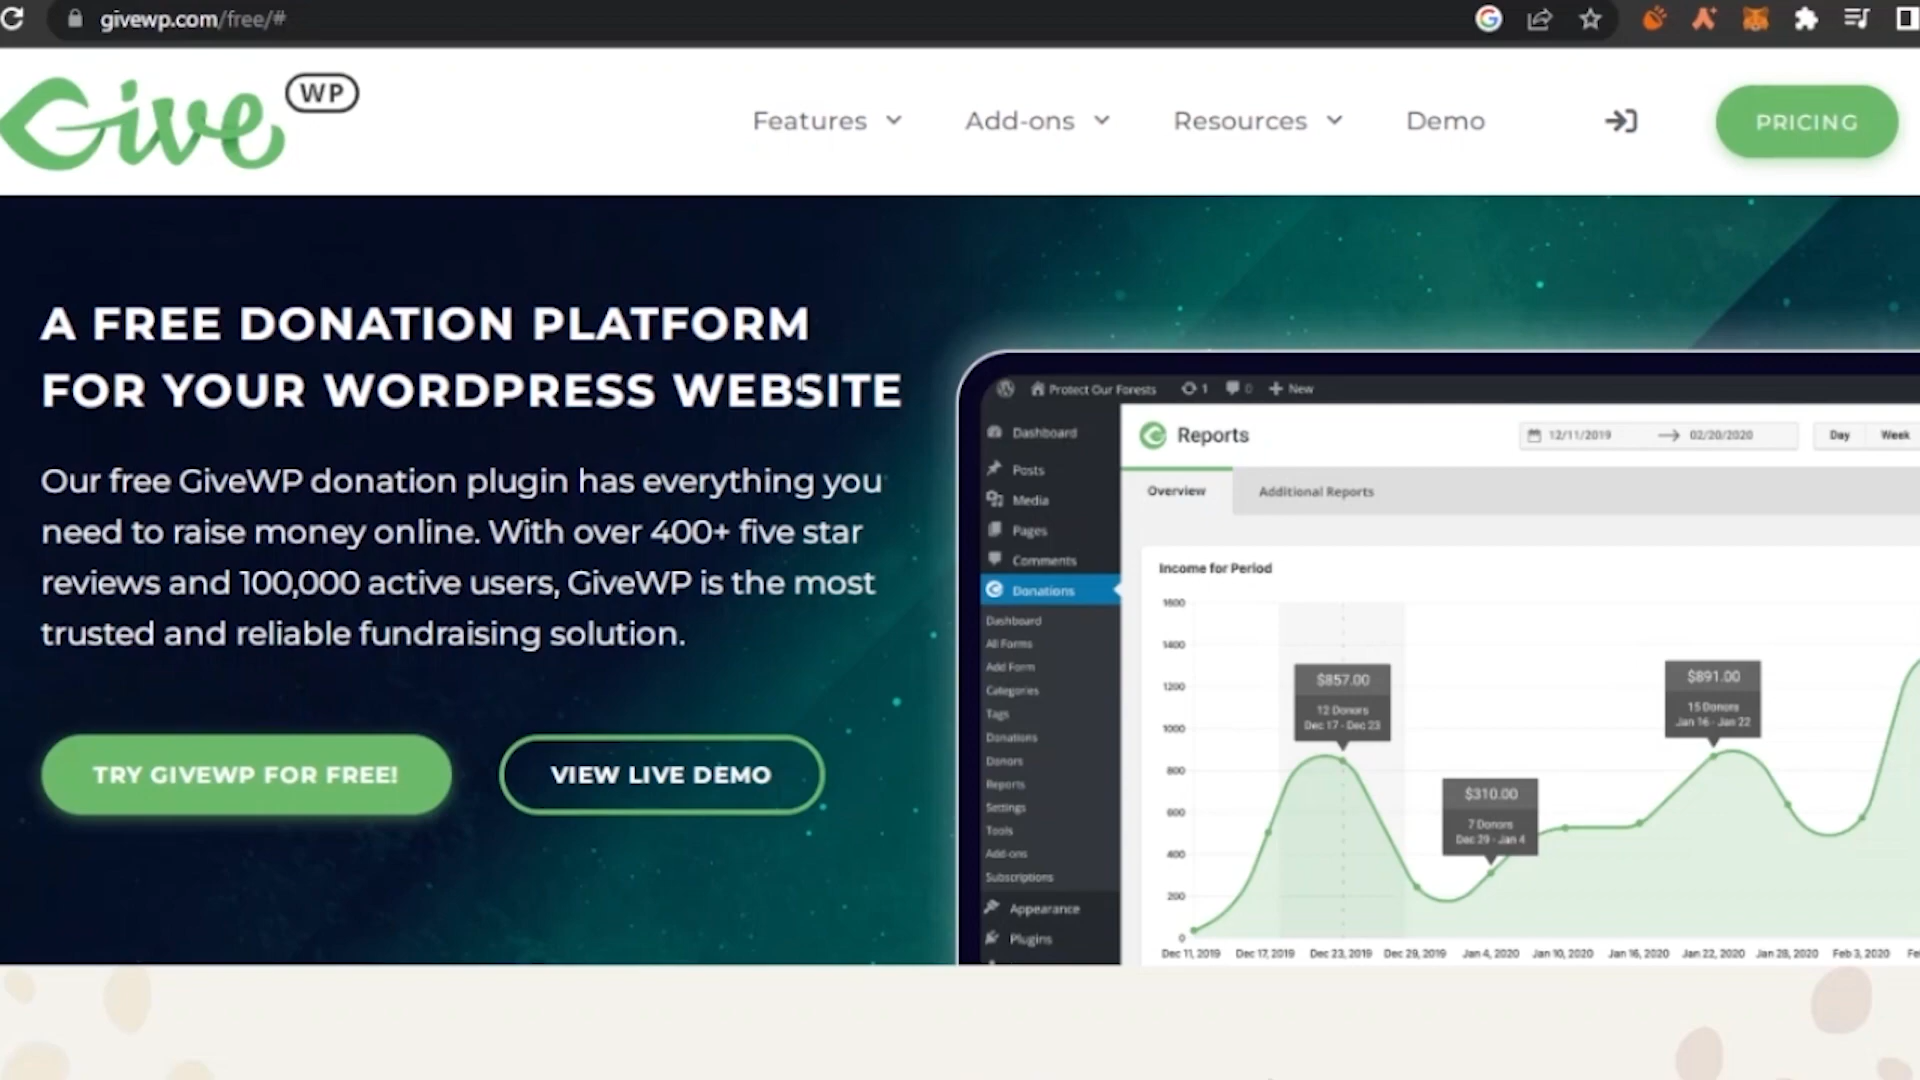 givewp.com/free/#
Give WP
Features
Add-ons
Resources
Demo
PRICING
A FREE DONATION PLATFORM
FOR YOUR WORDPRESS WEBSITE
Our free GiveWP donation plugin has everything you
need to raise money online. With over 400+ five star
reviews and 100,000 active users, GiveWP is the most
trusted and reliable fundraising solution.
TRY GIVEWP FOR FREE!
VIEW LIVE DEMO
Protect Our Forests
1
0
New
Dashboard
Posts
Media
Pages
Comments
Donations
Dashboard
All Forms
Add Form
Categories
Tags
Donations
Donors
Reports
Settings
Tools
Add-ons
Subscriptions
Appearance
Plugins
Reports
12/11/2019
02/20/2020
Day
Week
Overview
Additional Reports
Income for Period
1600
1400
1200
1000
800
600
400
200
0
$857.00
12 Donors
Dec 17 - Dec 23
$310.00
7 Donors
Dec 29 - Jan 4
$891.00
15 Donors
Jan 16 - Jan 22
Dec 11, 2019 Dec 17, 2019 Dec 23, 2019 Dec 29, 2019 Jan 4, 2020 Jan 10, 2020 Jan 16, 2020 Jan 22, 2020 Jan 28, 2020 Feb 3, 2020